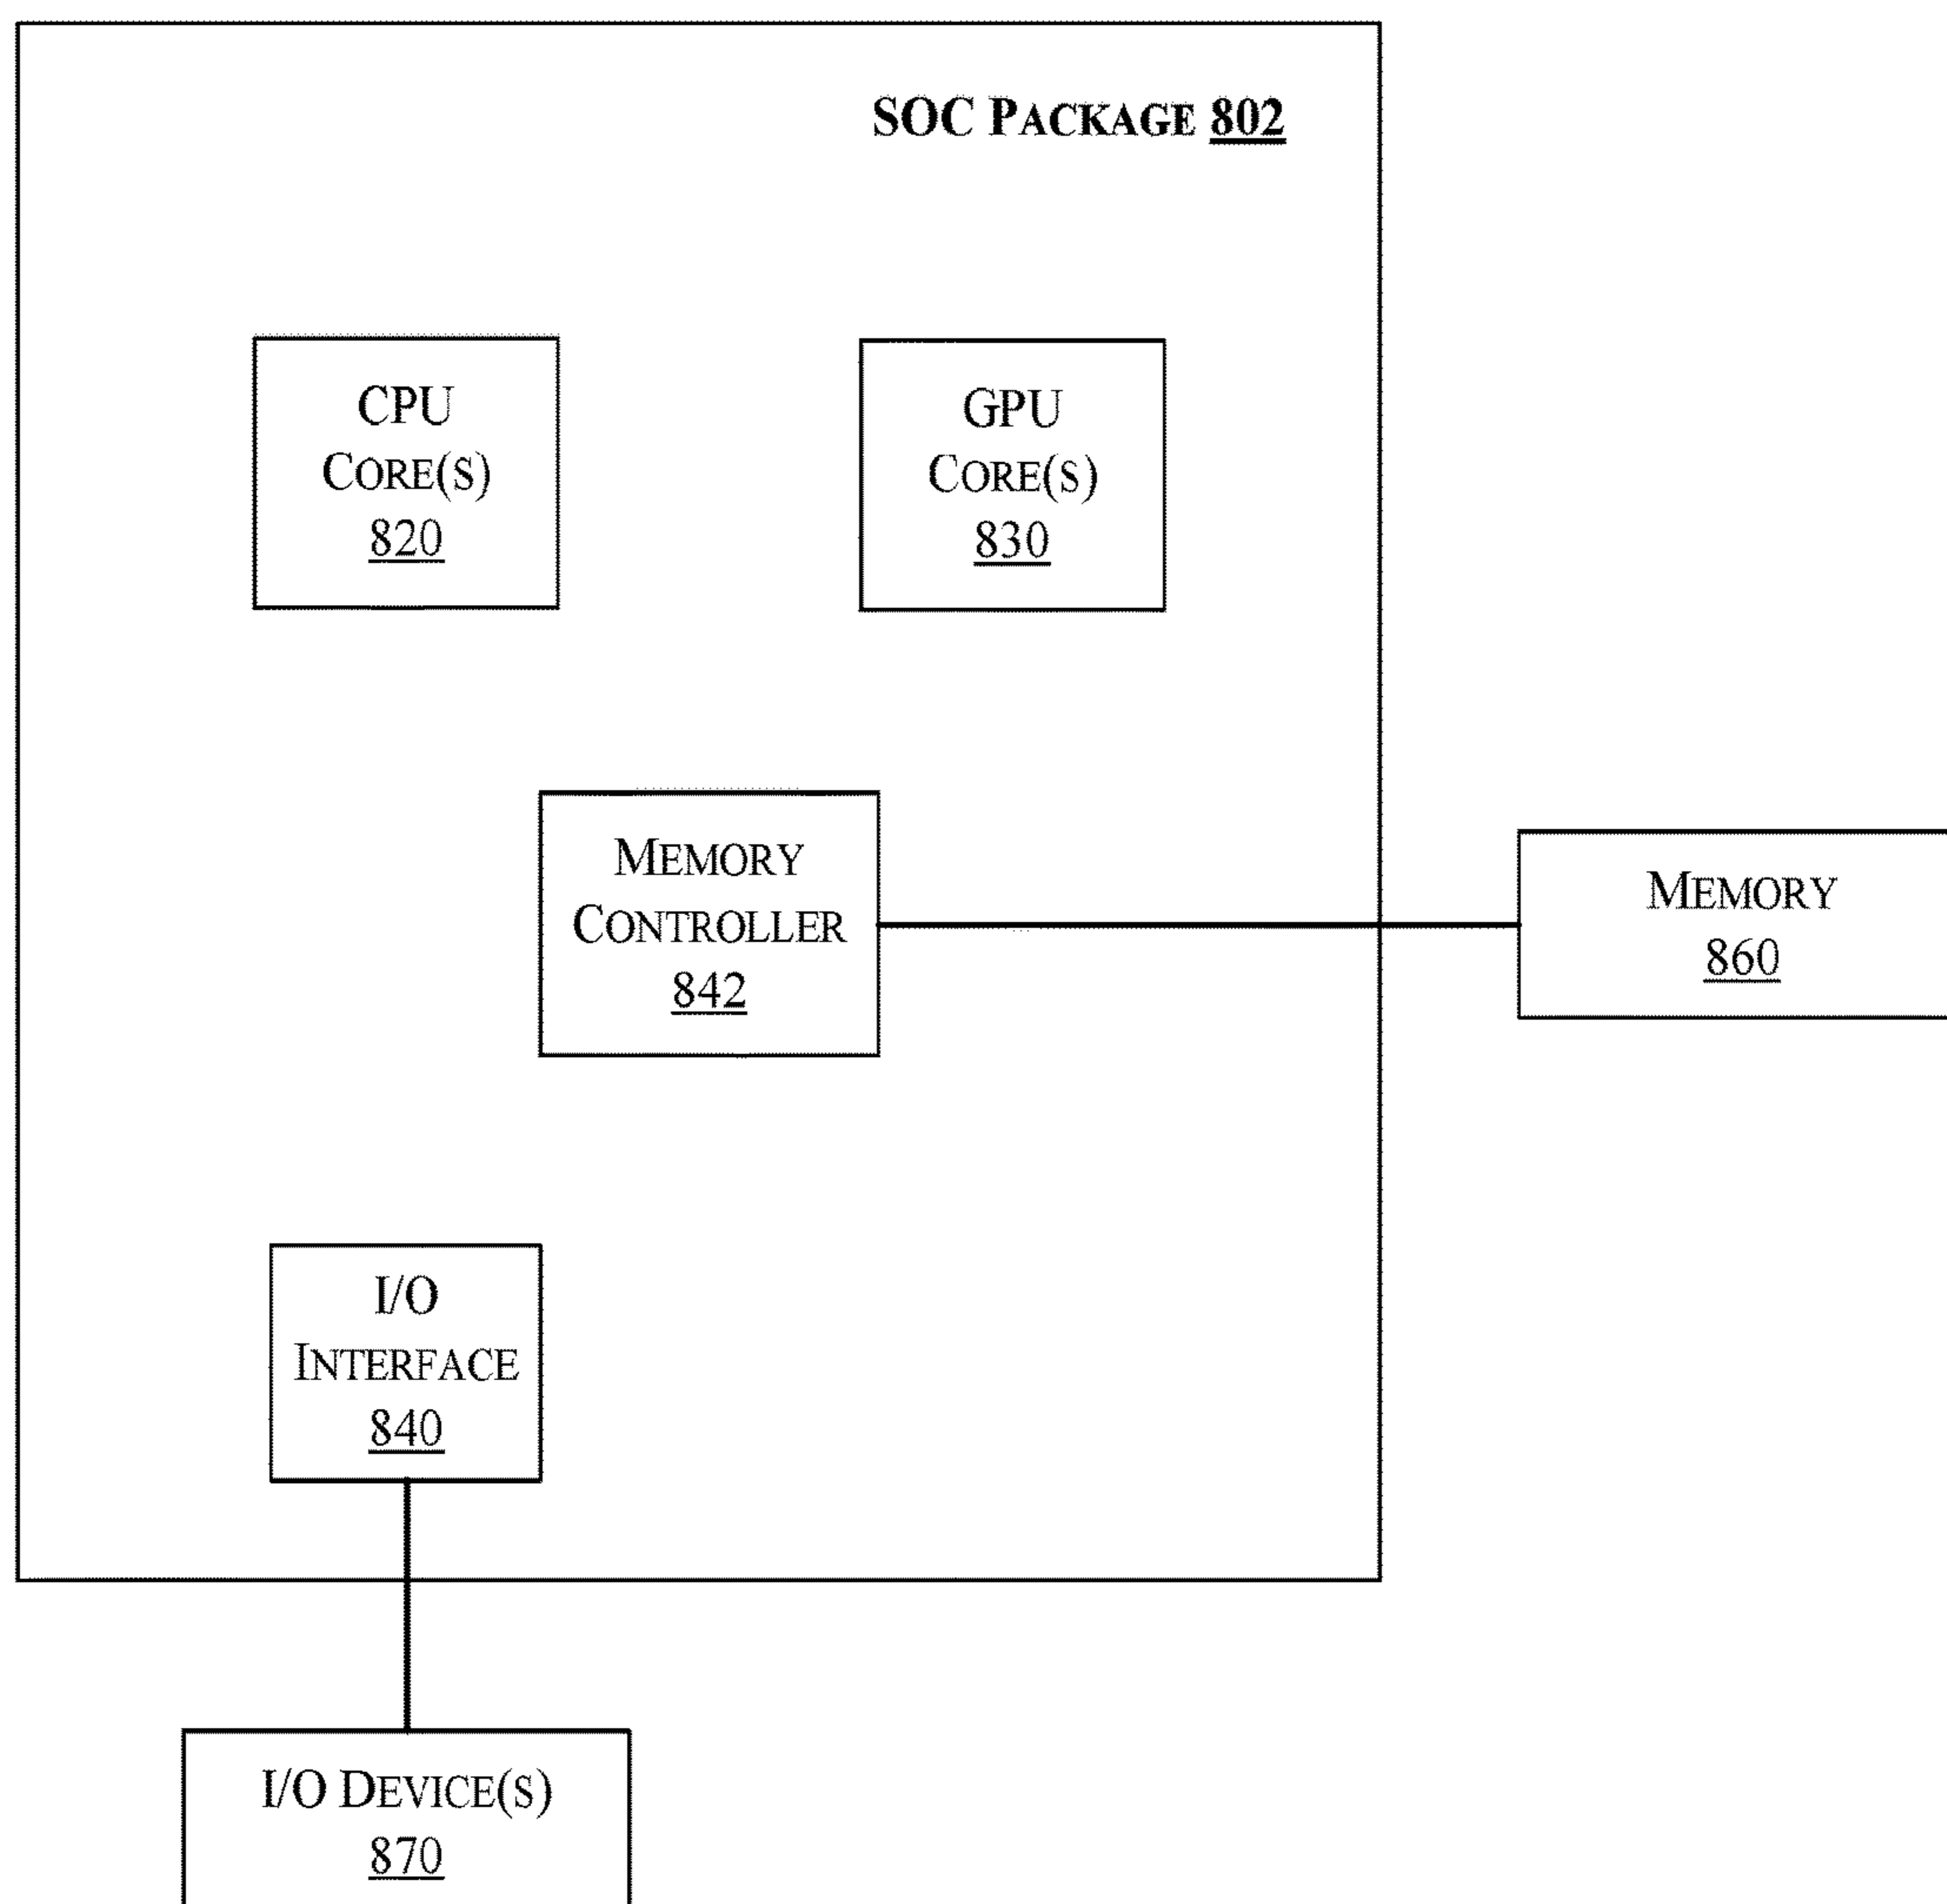 SOC PACKAGE 802
CPU
CORE(S)
820
GPU
CORE(S)
830
MEMORY
CONTROLLER
842
MEMORY
860
I/O
INTERFACE
840
I/O DEVICE(S)
870